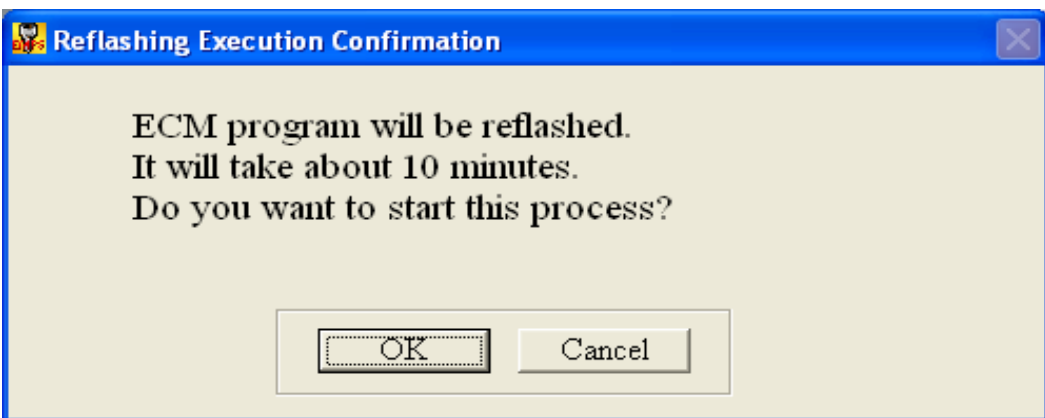 Reflashing Execution Confirmation
ECM program will be reflashed.
It will take about 10 minutes.
Do you want to start this process?
OK Cancel